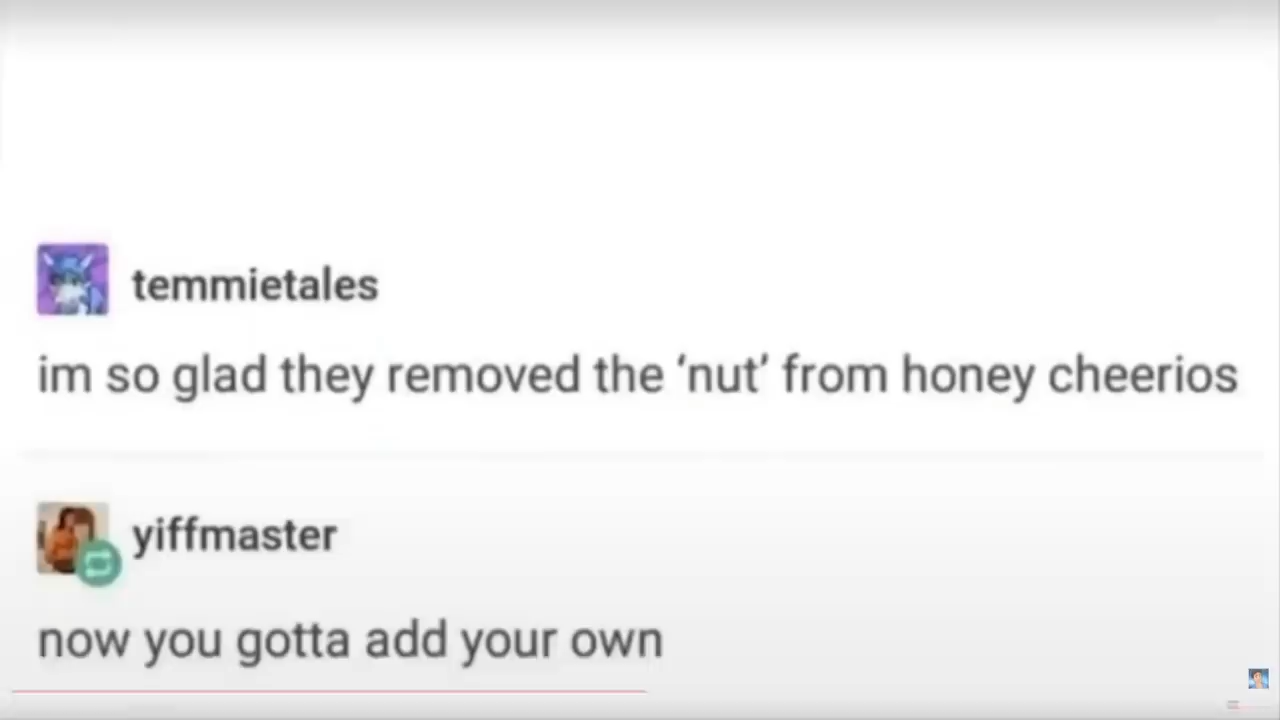 temmietales
im so glad they removed the ‘nut’ from honey cheerios
yiffmaster
now you gotta add your own